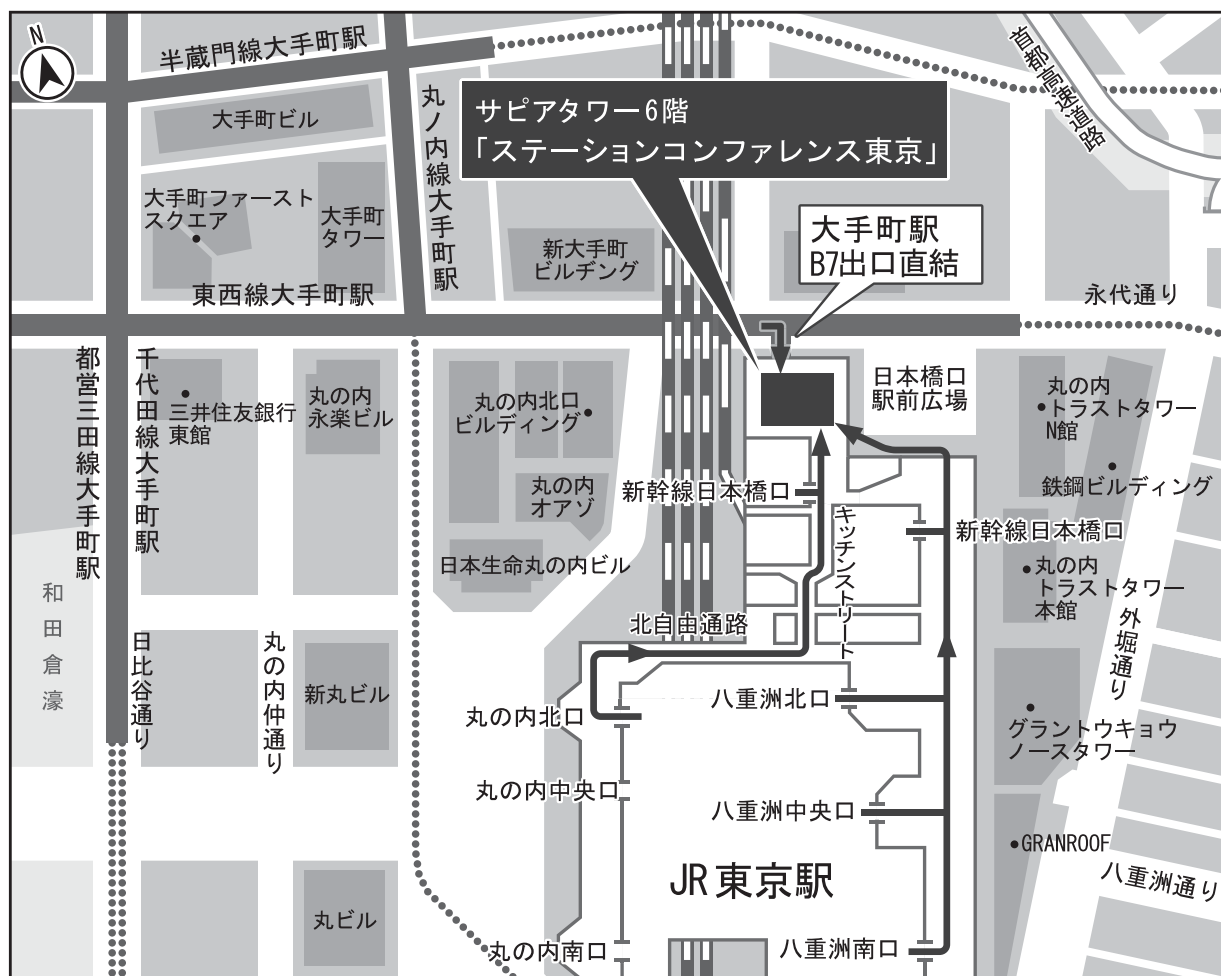 N
半蔵門線大手町駅
首都高速道路
丸ノ内線大手町駅
大手町ビル
サピアタワー6階
「ステーションコンファレンス東京」
大手町ファースト
スクエア
大手町
タワー
新大手町
ビルヂング
大手町駅
B7出口直結
東西線大手町駅
永代通り
都営三田線大手町駅
千代田線大手町駅
三井住友銀行
東館
丸の内
永楽ビル
丸の内北口
ビルディング
日本橋口
駅前広場
丸の内
トラストタワー
N館
丸の内
オアゾ
新幹線日本橋口
キッチンストリート
鉄鋼ビルディング
新幹線日本橋口
日本生命丸の内ビル
丸の内
トラストタワー
本館
和田倉濠
北自由通路
外堀通り
日比谷通り
丸の内仲通り
新丸ビル
丸の内北口
八重洲北口
グラントウキョウ
ノースタワー
丸の内中央口
八重洲中央口
GRANROOF
JR東京駅
八重洲通り
丸ビル
丸の内南口
八重洲南口